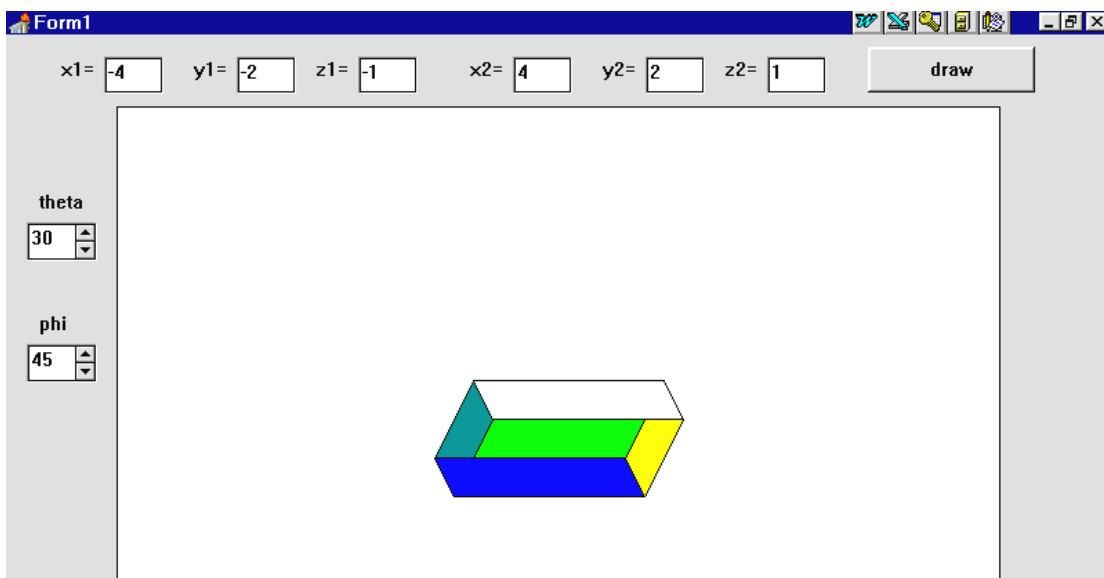 Form1
x1= -4 y1= -2 z1= -1 x2= 4 y2= 2 z2= 1 draw
theta
30
phi
45